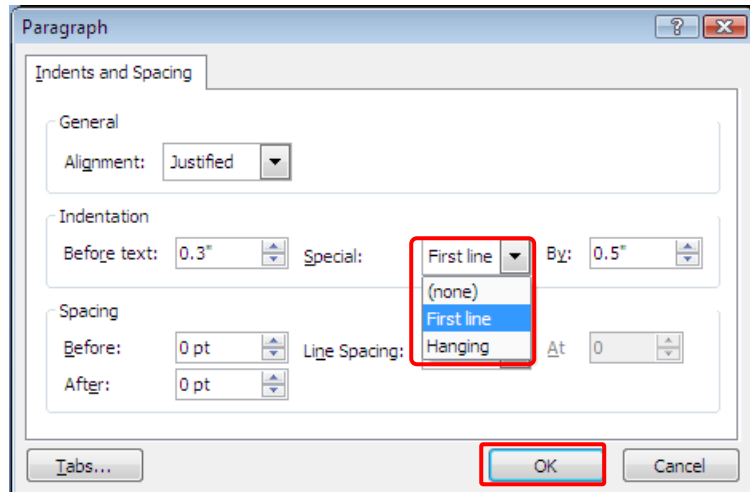 Paragraph
Indents and Spacing
General
Alignment: Justified
Indentation
Before text: 0.3" Special: First line By: 0.5"
(none)
First line
Hanging
Spacing
Before: 0 pt Line Spacing: At 0
After: 0 pt
Tabs... OK Cancel